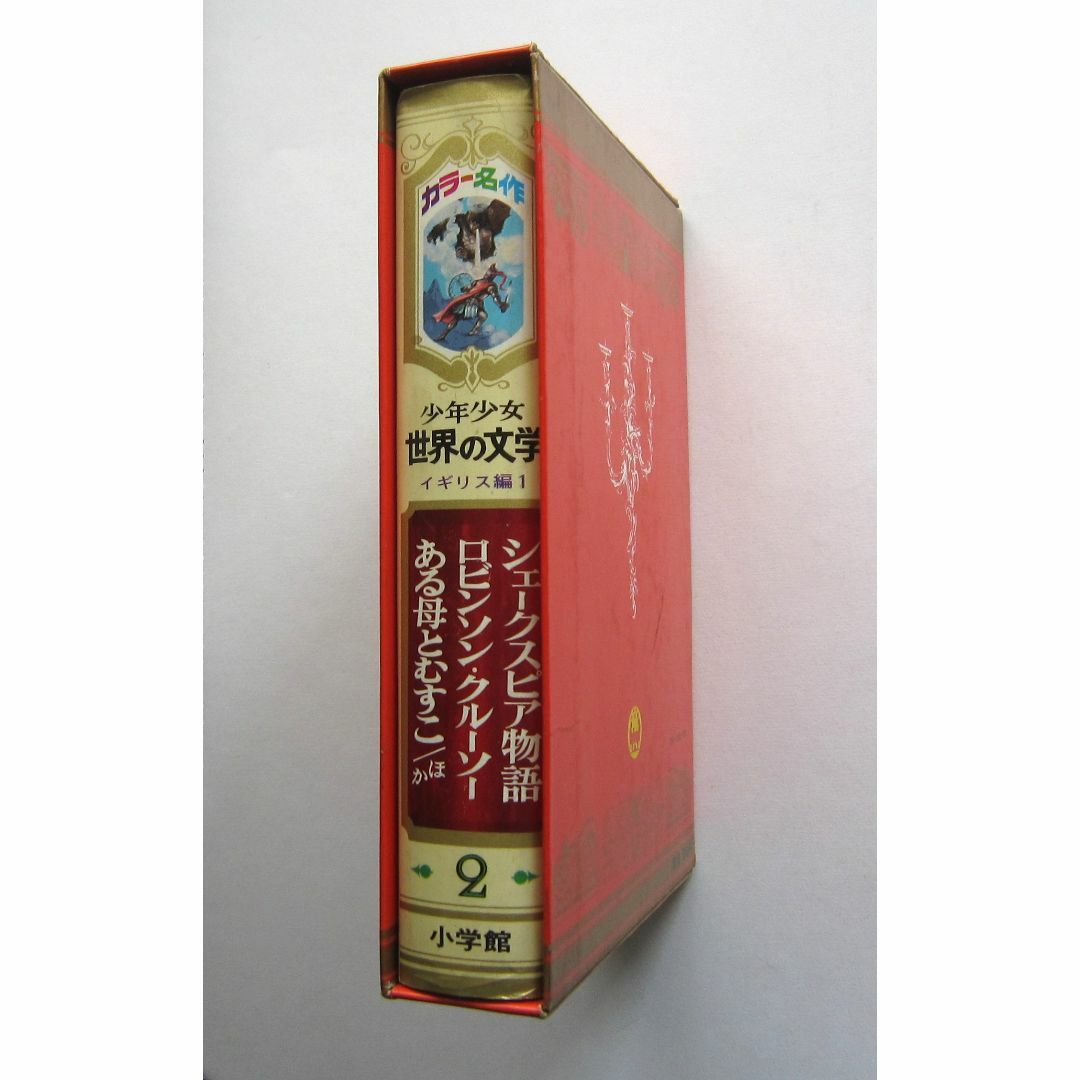 カラー名作
少年少女
世界の文学
イギリス編1
シェークスピア物語
ロビンソン・クルーソー
ある母とむすこ/ほか
2
小学館